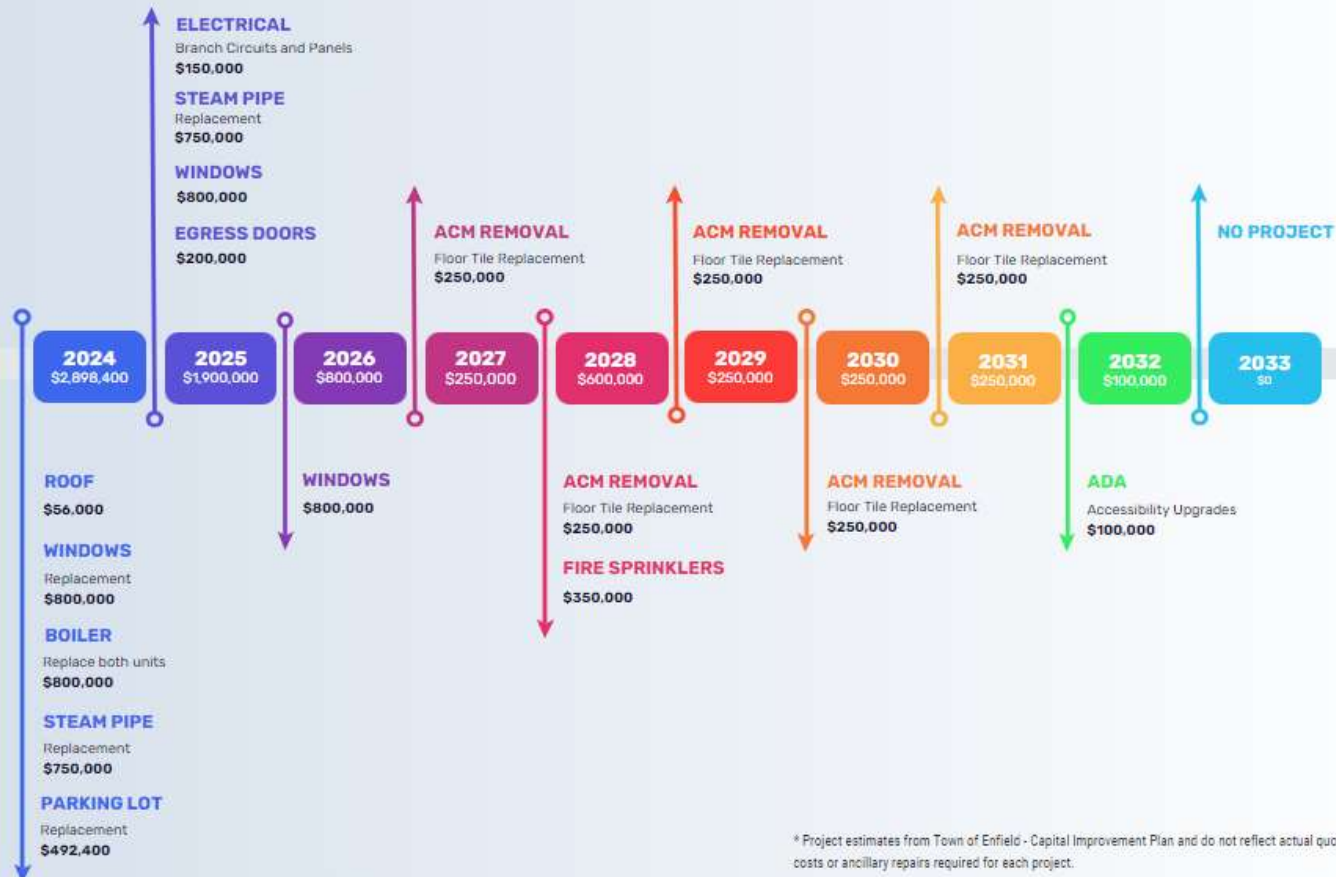 ELECTRICAL
Branch Circuits and Panels
$150,000
STEAM PIPE
Replacement
$750,000
WINDOWS
$800,000
EGRESS DOORS
$200,000
ACM REMOVAL
Floor Tile Replacement
$250,000
ACM REMOVAL
Floor Tile Replacement
$250,000
ACM REMOVAL
Floor Tile Replacement
$250,000
NO PROJECT
2024
$2,898,400
2025
$1,900,000
2026
$800,000
2027
$250,000
2028
$600,000
2029
$250,000
2030
$250,000
2031
$250,000
2032
$100,000
2033
$0
ROOF
$56,000
WINDOWS
Replacement
$800,000
BOILER
Replace both units
$800,000
STEAM PIPE
Replacement
$750,000
PARKING LOT
Replacement
$492,400
WINDOWS
$800,000
ACM REMOVAL
Floor Tile Replacement
$250,000
FIRE SPRINKLERS
$350,000
ACM REMOVAL
Floor Tile Replacement
$250,000
ADA
Accessibility Upgrades
$100,000
* Project estimates from Town of Enfield - Capital Improvement Plan and do not reflect actual
costs or ancillary repairs required for each project.